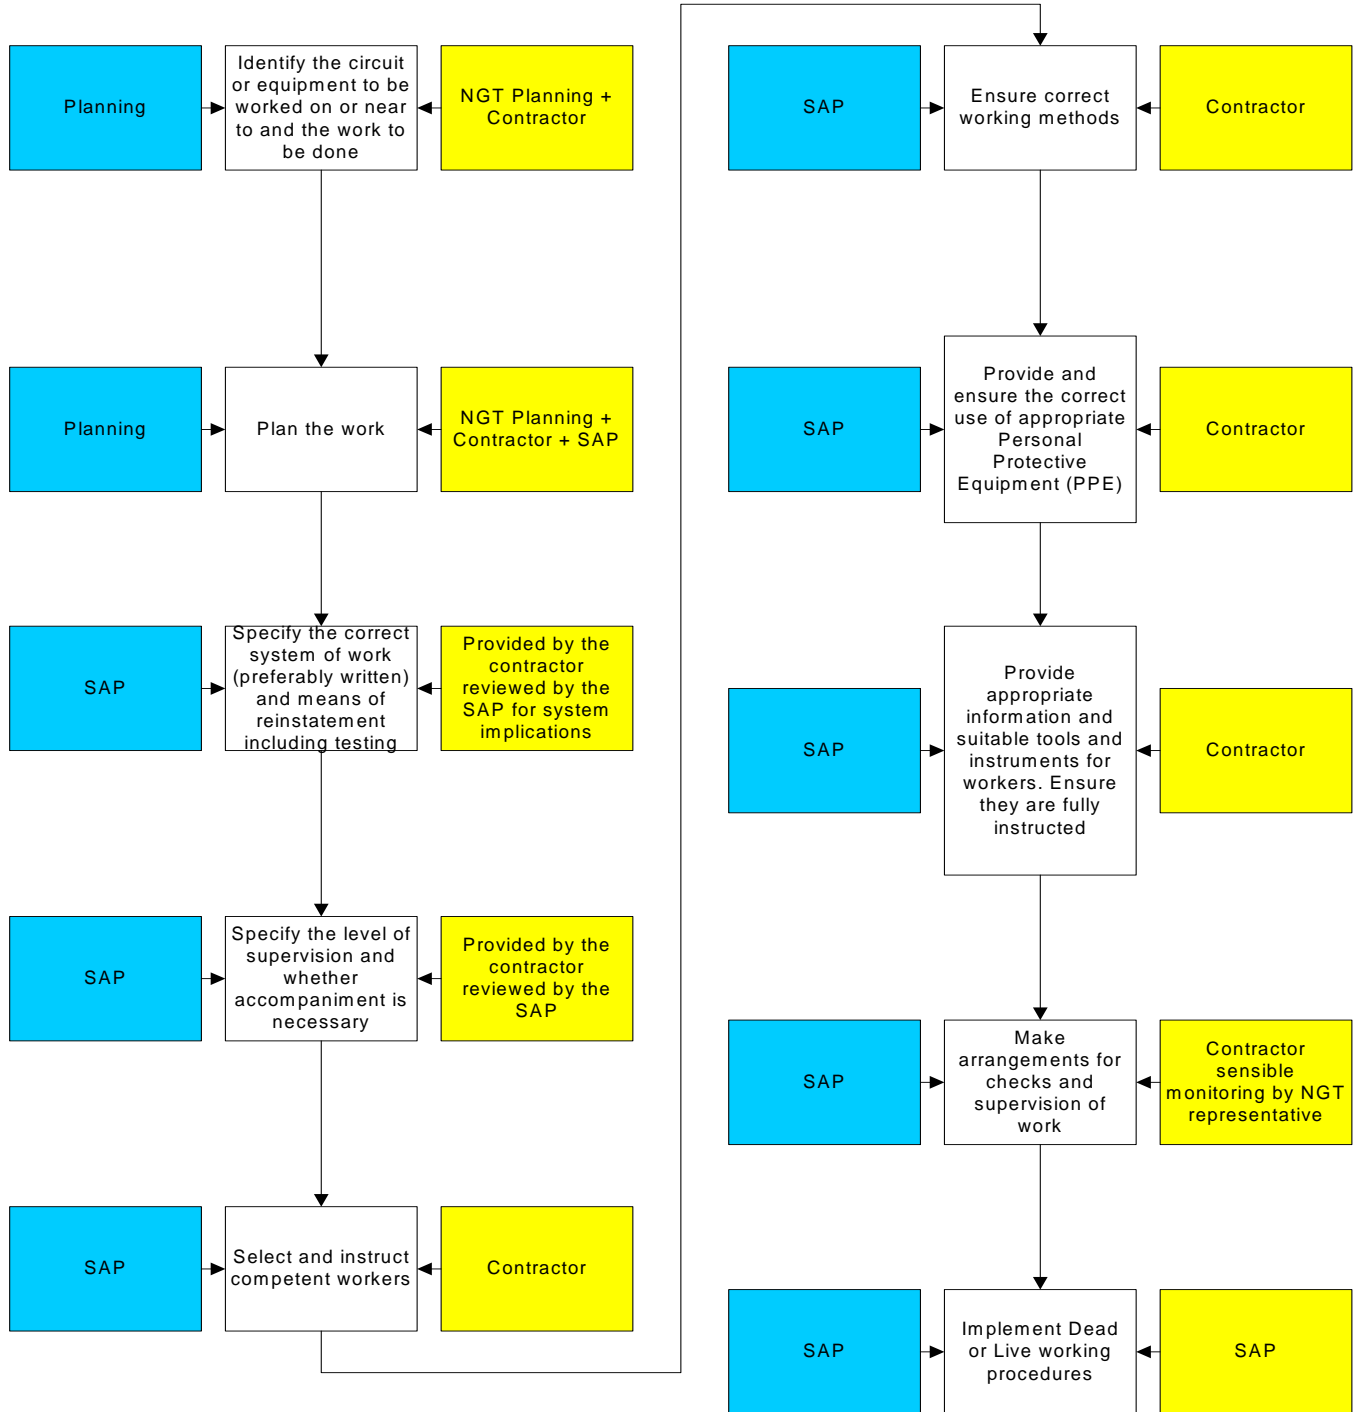 Planning
Identify the circuit
or equipment to be
worked on or near
to and the work to
be done
NGT Planning +
Contractor
Planning
Plan the work
NGT Planning +
Contractor + SAP
SAP
Specify the correct
system of work
(preferably written)
and means of
reinstatement
including testing
Provided by the
contractor
reviewed by the
SAP for system
implications
SAP
Specify the level of
supervision and
whether
accompaniment is
necessary
Provided by the
contractor
reviewed by the
SAP
SAP
Select and instruct
competent workers
Contractor
SAP
Ensure correct
working methods
Contractor
SAP
Provide and
ensure the correct
use of appropriate
Personal
Protective
Equipment (PPE)
Contractor
SAP
Provide
appropriate
information and
suitable tools and
instruments for
workers. Ensure
they are fully
instructed
Contractor
SAP
Make
arrangements for
checks and
supervision of
work
Contractor
sensible
monitoring by NGT
representative
SAP
Implement Dead
or Live working
procedures
SAP